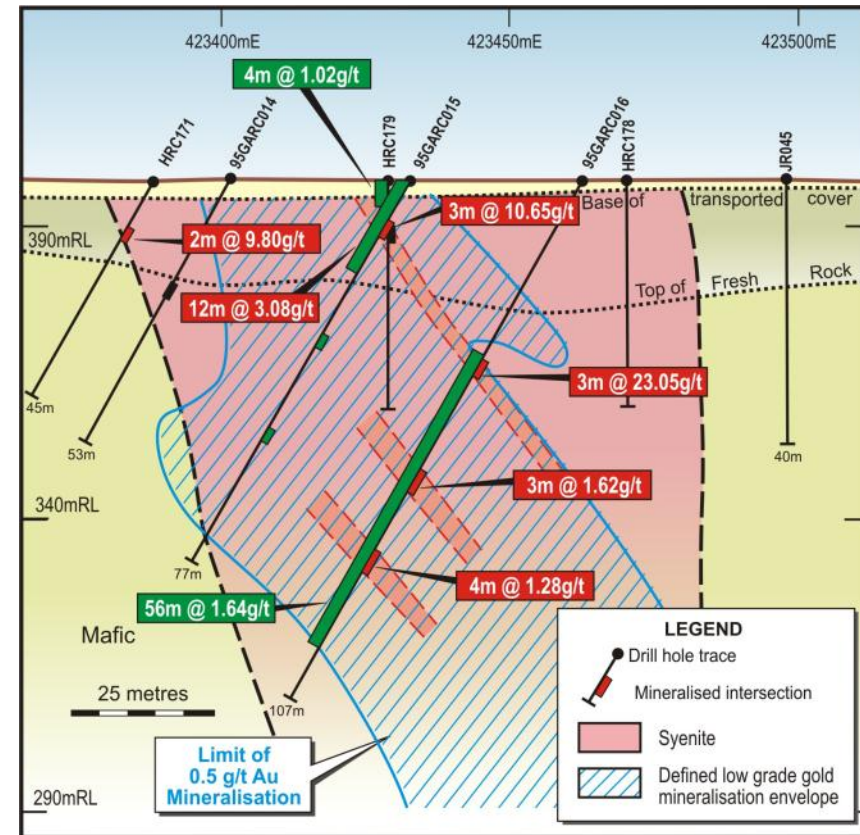 423400mE
423450mE
423500mE
4m @ 1.02g/t
HRC171
95GARC014
HRC179
95GARC015
95GARC016
HRC178
JR045
3m @ 10.65g/t
Base of transported cover
390mRL
2m @ 9.80g/t
12m @ 3.08g/t
Top of Fresh Rock
3m @ 23.05g/t
45m
53m
40m
3m @ 1.62g/t
340mRL
77m
4m @ 1.28g/t
56m @ 1.64g/t
Mafic
25 metres
107m
Limit of
0.5 g/t Au
Mineralisation
290mRL
LEGEND
Drill hole trace
Mineralised intersection
Syenite
Defined low grade gold
mineralisation envelope